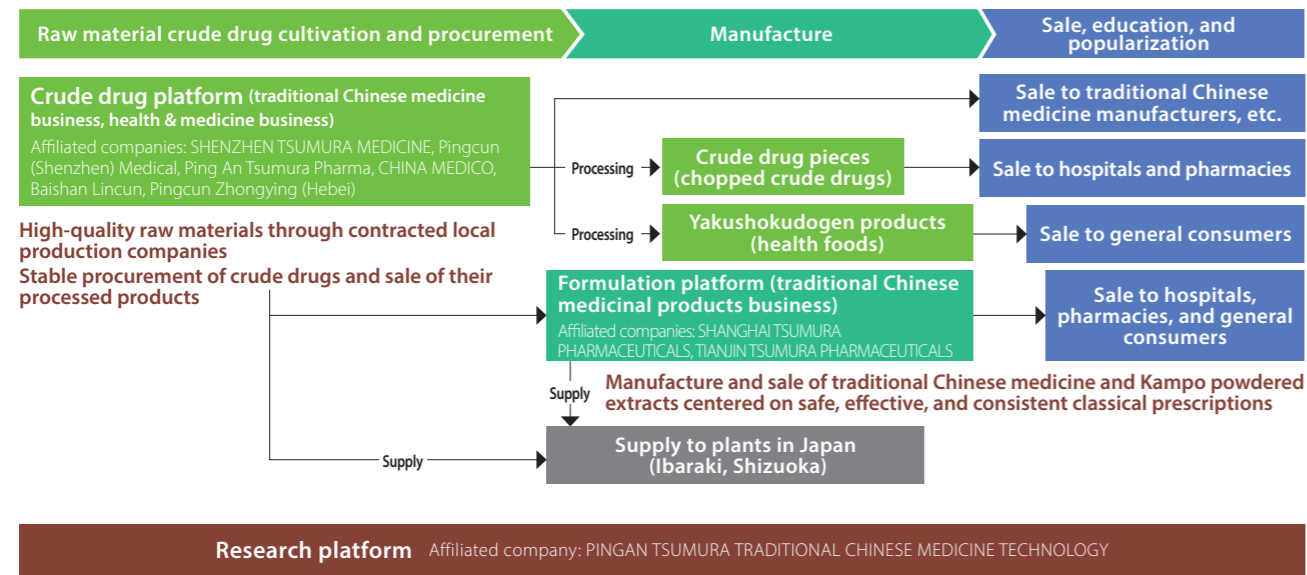 Raw material crude drug cultivation and procurement
Manufacture
Sale, education, and
popularization
Crude drug platform (traditional Chinese medicine
business, health & medicine business)
Affiliated companies: SHENZHEN TSUMURA MEDICINE, Pingcun
(Shenzhen) Medical, Ping An Tsumura Pharma, CHINA MEDICO,
Baishan Lincun, Pingcun Zhongying (Hebei)
High-quality raw materials through contracted local
production companies
Stable procurement of crude drugs and sale of their
processed products
Sale to traditional Chinese
medicine manufacturers, etc.
Processing
Crude drug pieces
(chopped crude drugs)
Sale to hospitals and pharmacies
Processing
Yakushokudogen products
(health foods)
Sale to general consumers
Formulation platform (traditional Chinese
medicinal products business)
Affiliated companies: SHANGHAI TSUMURA
PHARMACEUTICALS, TIANJIN TSUMURA PHARMACEUTICALS
Sale to hospitals,
pharmacies, and general
consumers
Supply
Manufacture and sale of traditional Chinese medicine and Kampo powdered
extracts centered on safe, effective, and consistent classical prescriptions
Supply
Supply to plants in Japan
(Ibaraki, Shizuoka)
Research platform Affiliated company: PINGAN TSUMURA TRADITIONAL CHINESE MEDICINE TECHNOLOGY